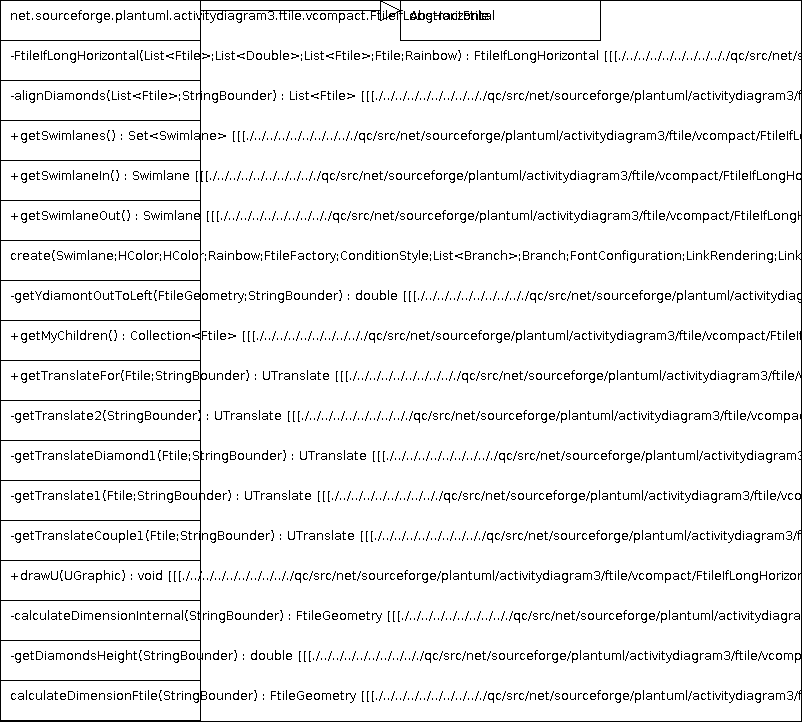 net.sourceforge.plantuml.activitydiagram3.ftile.vcompact.FtileIfLongHorizontal AbstractFtile
-FtileIfLongHorizontal(List<Ftile>;List<Double>;List<Ftile>;Ftile;Rainbow) : FtileIfLongHorizontal [[[./../../../../../../../../../qc/src/net/s
-alignDiamonds(List<Ftile>;StringBounder) : List<Ftile> [[[./../../../../../../../../../qc/src/net/sourceforge/plantuml/activitydiagram3/f
+getSwimlanes() : Set<Swimlane> [[[./../../../../../../../../../qc/src/net/sourceforge/plantuml/activitydiagram3/ftile/vcompact/FtileIfL
+getSwimlaneIn() : Swimlane [[[./../../../../../../../../../qc/src/net/sourceforge/plantuml/activitydiagram3/ftile/vcompact/FtileIfLongHo
+getSwimlaneOut() : Swimlane [[[./../../../../../../../../../qc/src/net/sourceforge/plantuml/activitydiagram3/ftile/vcompact/FtileIfLongH
create(Swimlane;HColor;HColor;Rainbow;FtileFactory;ConditionStyle;List<Branch>;Branch;FontConfiguration;LinkRendering;Link
-getYdiamontOutToLeft(FtileGeometry;StringBounder) : double [[[./../../../../../../../../../qc/src/net/sourceforge/plantuml/activitydiag
+getMyChildren() : Collection<Ftile> [[[./../../../../../../../../../qc/src/net/sourceforge/plantuml/activitydiagram3/ftile/vcompact/FtileIf
+getTranslateFor(Ftile;StringBounder) : UTranslate [[[./../../../../../../../../../qc/src/net/sourceforge/plantuml/activitydiagram3/ftile/v
-getTranslate2(StringBounder) : UTranslate [[[./../../../../../../../../../qc/src/net/sourceforge/plantuml/activitydiagram3/ftile/vcompac
-getTranslateDiamond1(Ftile;StringBounder) : UTranslate [[[./../../../../../../../../../qc/src/net/sourceforge/plantuml/activitydiagram3
-getTranslate1(Ftile;StringBounder) : UTranslate [[[./../../../../../../../../../qc/src/net/sourceforge/plantuml/activitydiagram3/ftile/vco
-getTranslateCouple1(Ftile;StringBounder) : UTranslate [[[./../../../../../../../../../qc/src/net/sourceforge/plantuml/activitydiagram3/f
+drawU(UGraphic) : void [[[./../../../../../../../../../qc/src/net/sourceforge/plantuml/activitydiagram3/ftile/vcompact/FtileIfLongHorizon
-calculateDimensionInternal(StringBounder) : FtileGeometry [[[./../../../../../../../../../qc/src/net/sourceforge/plantuml/activitydiagra
-getDiamondsHeight(StringBounder) : double [[[./../../../../../../../../../qc/src/net/sourceforge/plantuml/activitydiagram3/ftile/vcomp
calculateDimensionFtile(StringBounder) : FtileGeometry [[[./../../../../../../../../../qc/src/net/sourceforge/plantuml/activitydiagram3/f